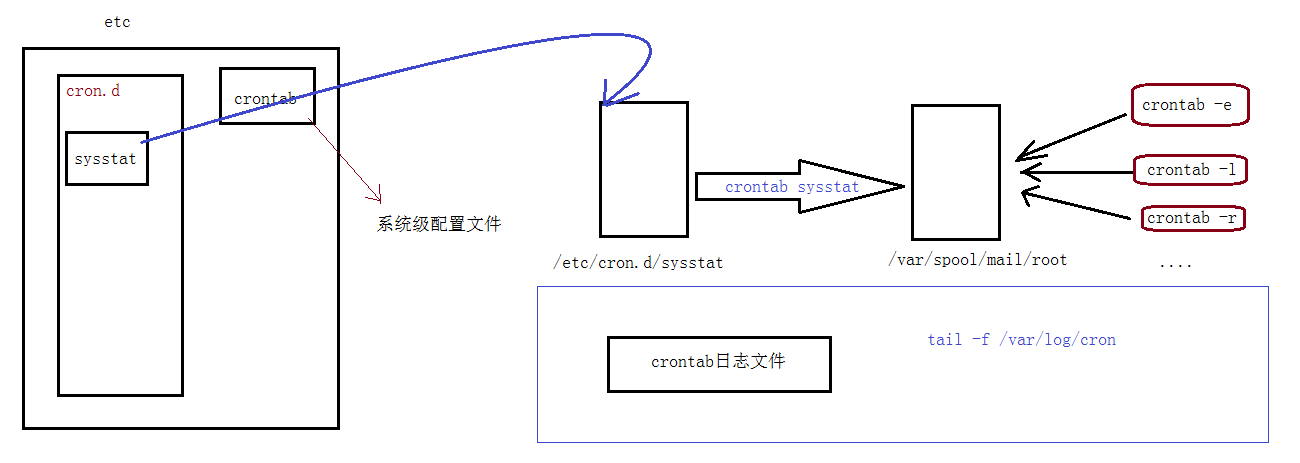 etc
cron.d
crontab
sysstat
系统级配置文件
crontab sysstat
/etc/cron.d/sysstat
/var/spool/mail/root
crontab -e
crontab -l
crontab -r
....
crontab日志文件
tail -f /var/log/cron